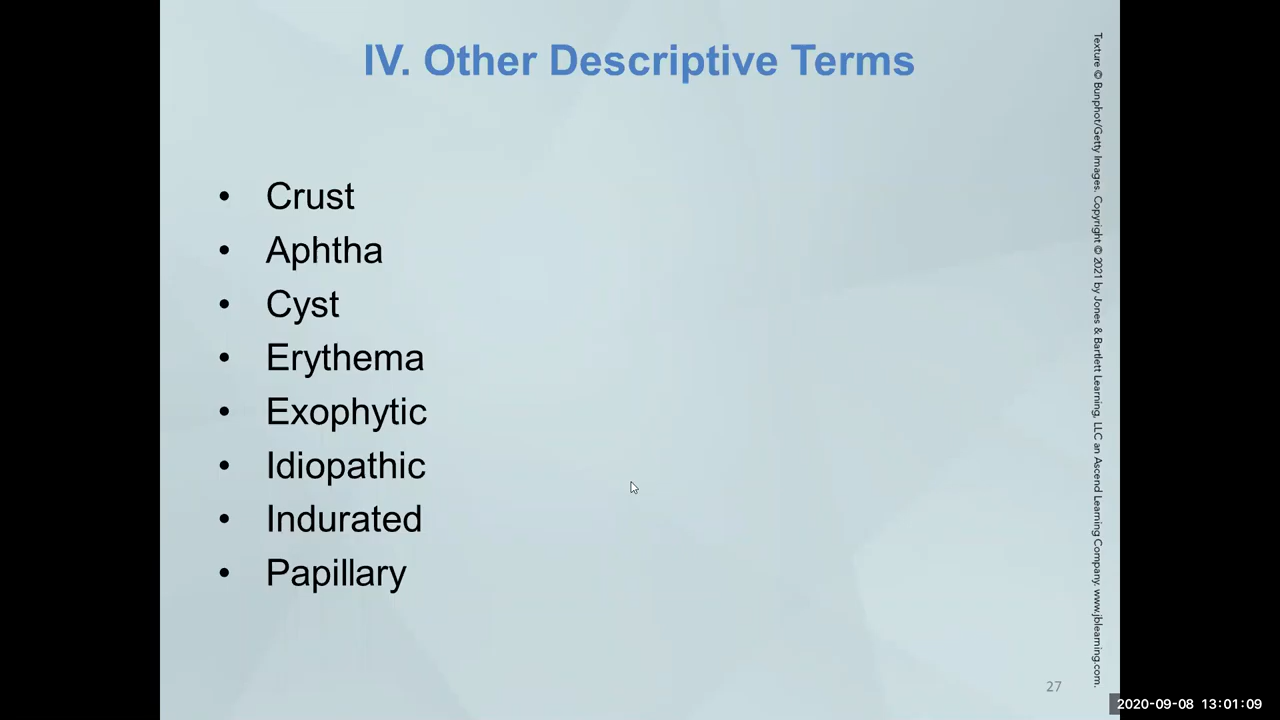 IV. Other Descriptive Terms
• Crust
• Aphtha
• Cyst
• Erythema
• Exophytic
• Idiopathic
• Indurated
• Papillary
Texture © Bunphot/Getty Images. Copyright © 2021 by Jones & Bartlett Learning, LLC an Ascend Learning Company. www.jblearning.com.
27
2020-09-08 13:01:09